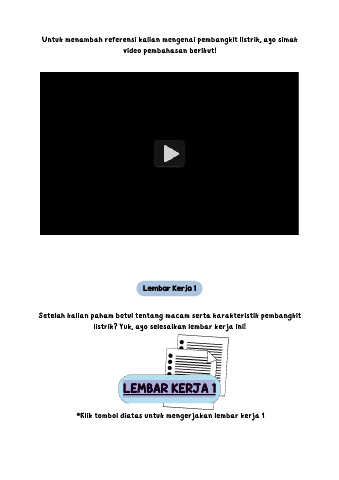 Untuk menambah referensi kalian mengenai pembangkit listrik, ayo simak
video pembahasan berikut!
Lembar Kerja 1
Setelah kalian paham betul tentang macam serta karakteristik pembangkit
listrik? Yuk, ayo selesaikan lembar kerja ini!
LEMBAR KERJA 1
*Klik tombol diatas untuk mengerjakan lembar kerja 1